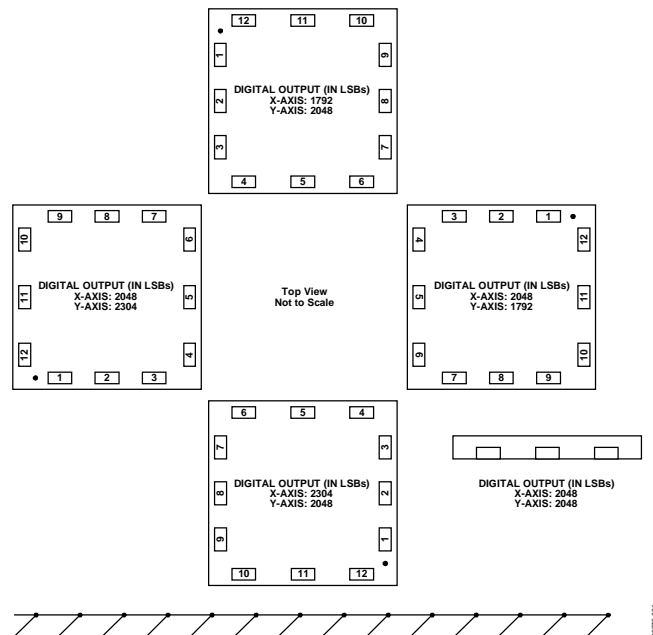 12 11 10
1 9
DIGITAL OUTPUT (IN LSBs)
2 X-AXIS: 1792 8
Y-AXIS: 2048
3 7
4 5 6
9 8 7
10 6
DIGITAL OUTPUT (IN LSBs)
11 X-AXIS: 2048 5
Y-AXIS: 2304
12 4
1 2 3
Top View
Not to Scale
3 2 1
4 12
DIGITAL OUTPUT (IN LSBs)
5 X-AXIS: 2048 11
Y-AXIS: 1792
6 10
7 8 9
6 5 4
7 3
DIGITAL OUTPUT (IN LSBs)
8 X-AXIS: 2304 2
Y-AXIS: 2048
9 1
10 11 12
DIGITAL OUTPUT (IN LSBs)
X-AXIS: 2048
Y-AXIS: 2048